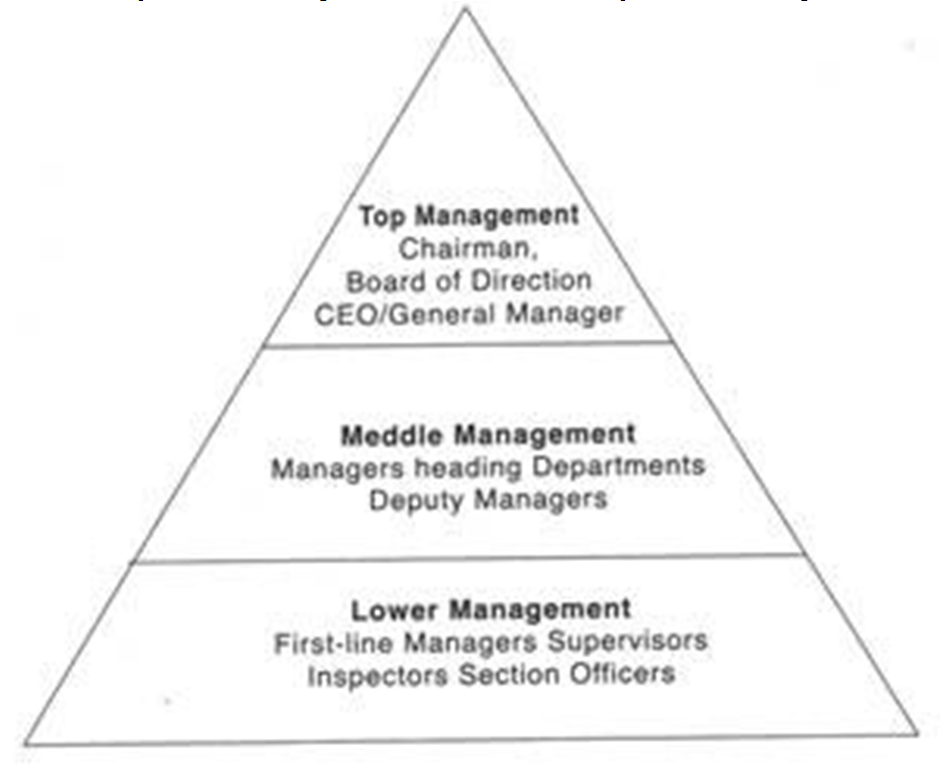 Top Management
Chairman,
Board of Direction
CEO/General Manager
Meddle Management
Managers heading Departments
Deputy Managers
Lower Management
First-line Managers Supervisors
Inspectors Section Officers